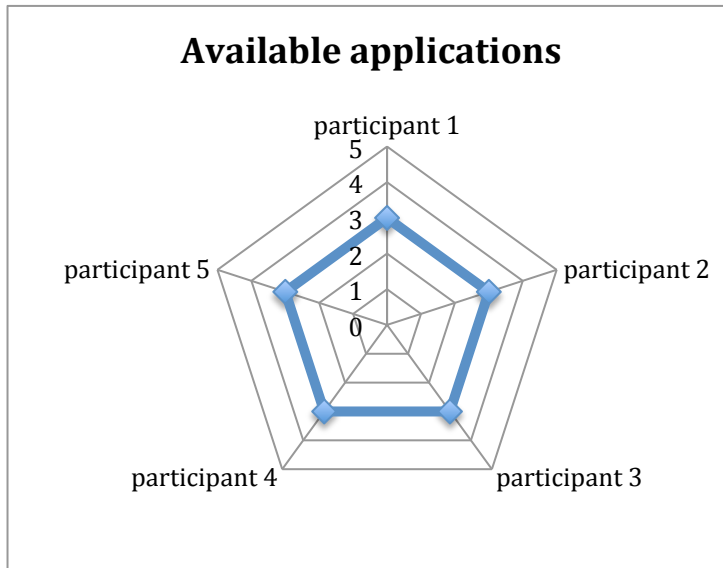 Available applications
participant 1
5
4
3
2
1
0
participant 2
participant 5
participant 4
participant 3